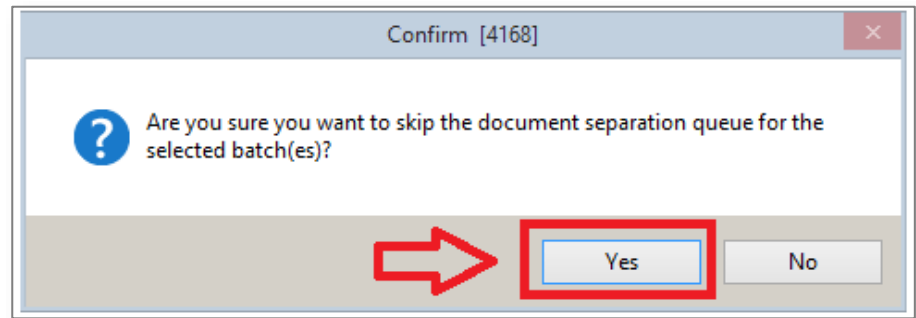 Confirm [4168]
Are you sure you want to skip the document separation queue for the
selected batch(es)?
Yes
No